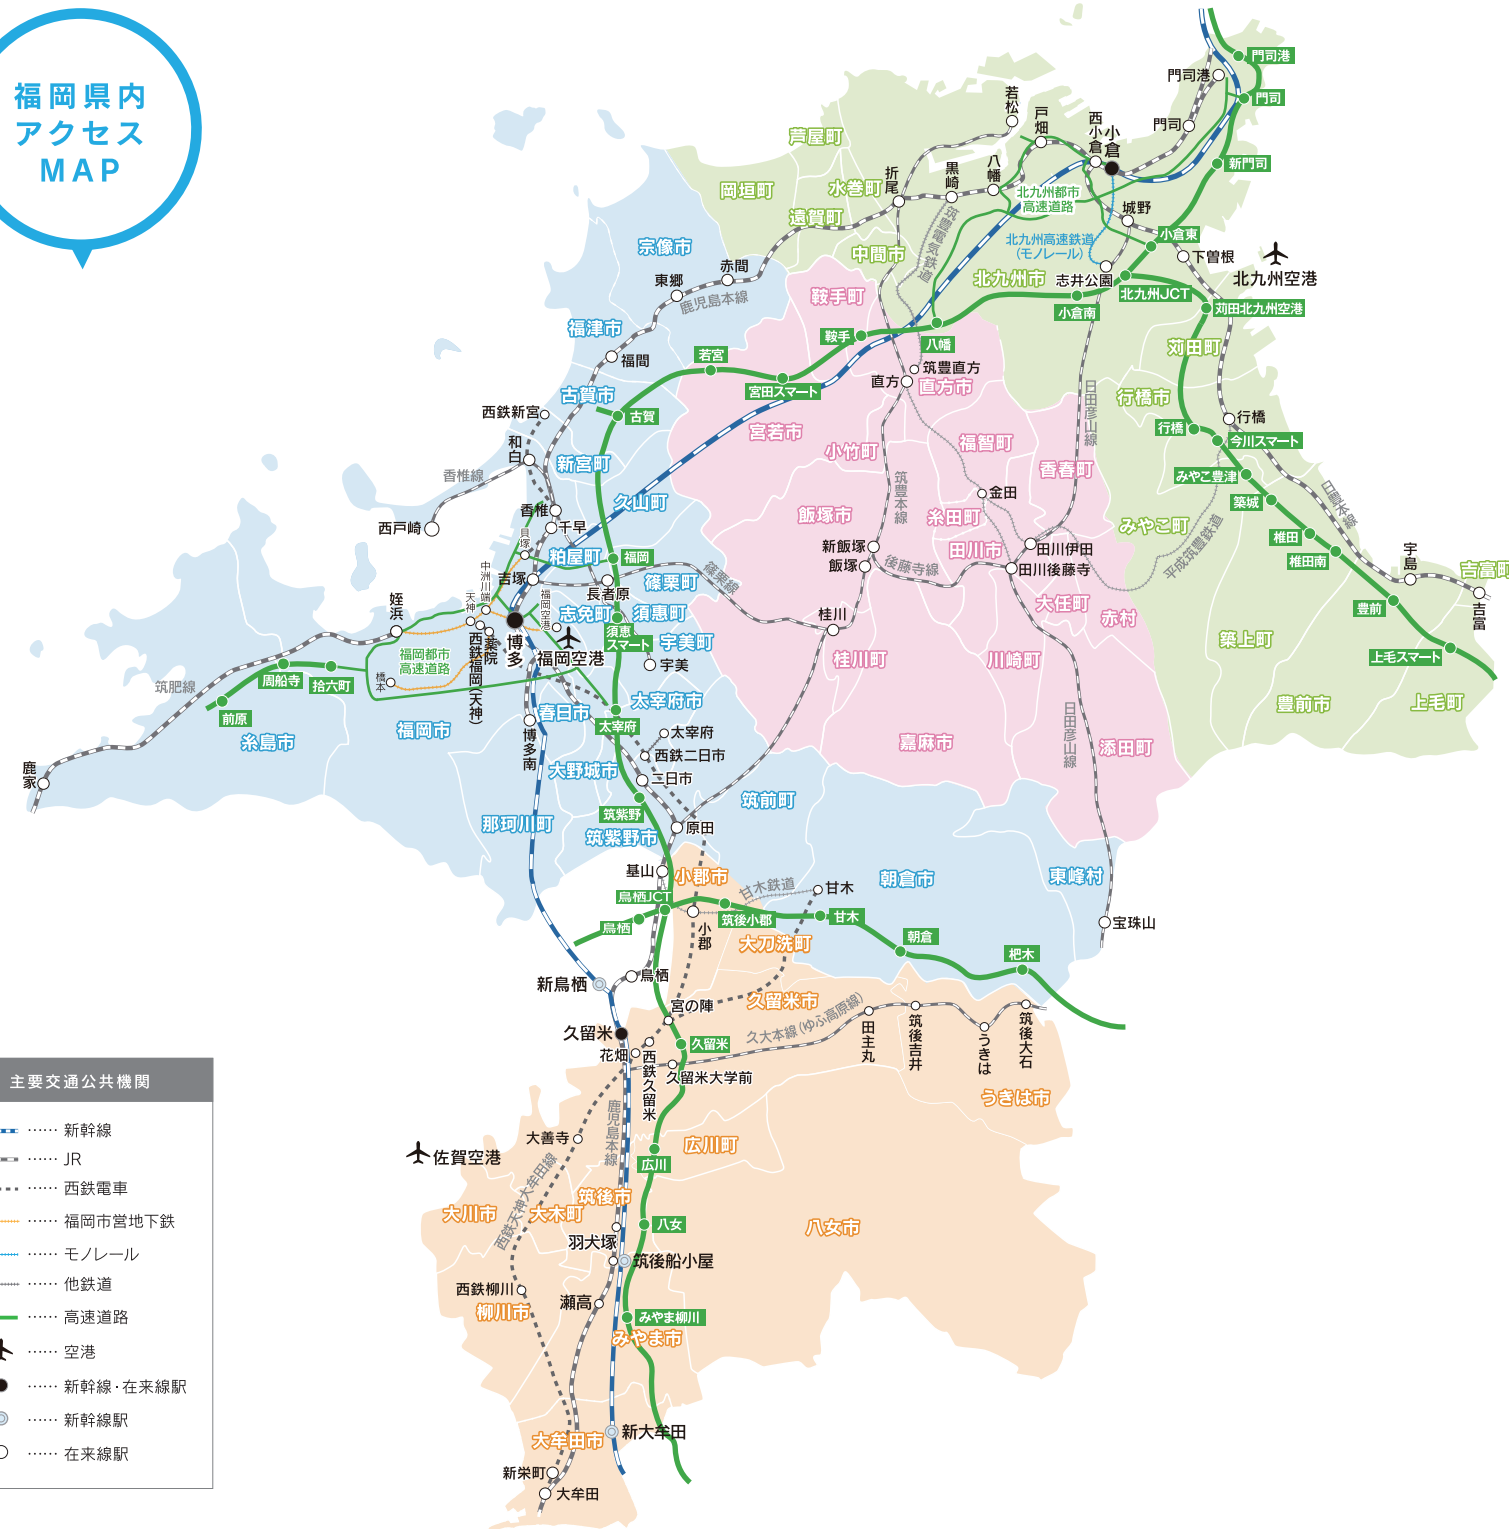 福岡県内
アクセス
MAP
門司港
門司港
門司
門司
新門司
若松
戸畑
西小倉
小倉
芦屋町
岡垣町
水巻町
遠賀町
折尾
黒崎
八幡
北九州都市
高速道路
城野
小倉東
下曽根
北九州空港
北九州高速鉄道
(モノレール)
志井公園
北九州市
中間市
筑豊電気鉄道
宗像市
赤間
東郷
鹿児島本線
鞍手町
北九州JCT
苅田北九州空港
小倉南
苅田町
福津市
福間
鞍手
八幡
若宮
宮田スマート
筑豊直方
直方
直方市
日田彦山線
行橋市
古賀市
古賀
西鉄新宮
行橋
行橋
今川スマート
和白
宮若市
小竹町
福智町
香春町
新宮町
香椎線
筑豊本線
みやこ豊津
築城
日豊本線
久山町
金田
香椎
千早
西戸崎
飯塚市
糸田町
みやこ町
椎田
椎田南
貝塚
粕屋町
福岡
新飯塚
飯塚
田川市
田川伊田
田川後藤寺
後藤寺線
平成筑豊鉄道
宇島
吉富町
吉富
吉塚
篠栗町
篠栗線
長者原
中洲川端
天神
姪浜
福岡空港
志免町
須恵町
須恵
スマート
宇美町
桂川
大任町
赤村
豊前
博多
薬院
西鉄福岡(天神)
福岡空港
宇美
福岡都市
高速道路
橋本
周船寺
拾六町
筑肥線
前原
桂川町
川崎町
築上町
上毛スマート
豊前市
上毛町
糸島市
福岡市
春日市
太宰府市
太宰府
太宰府
博多南
西鉄二日市
二日市
嘉麻市
日田彦山線
添田町
鹿家
大野城市
筑紫野
筑前町
那珂川町
筑紫野市
原田
基山
小郡市
甘木鉄道
甘木
朝倉市
東峰村
鳥栖JCT
鳥栖
筑後小郡
甘木
小郡
大刀洗町
朝倉
杷木
宝珠山
新鳥栖
鳥栖
宮の陣
久留米市
久大本線(ゆふ高原線)
久留米
花畑
西鉄久留米
久留米
久留米大学前
田主丸
筑後吉井
うきは
筑後大石
うきは市
鹿児島本線
大善寺
広川町
広川
佐賀空港
西鉄天神大牟田線
筑後市
大川市
大木町
八女
八女市
羽犬塚
筑後船小屋
西鉄柳川
柳川市
瀬高
みやま柳川
みやま市
大牟田市
新大牟田
新栄町
大牟田
主要交通公共機関
……新幹線
……JR
……西鉄電車
……福岡市営地下鉄
……モノレール
……他鉄道
……高速道路
……空港
……新幹線・在来線駅
……新幹線駅
……在来線駅